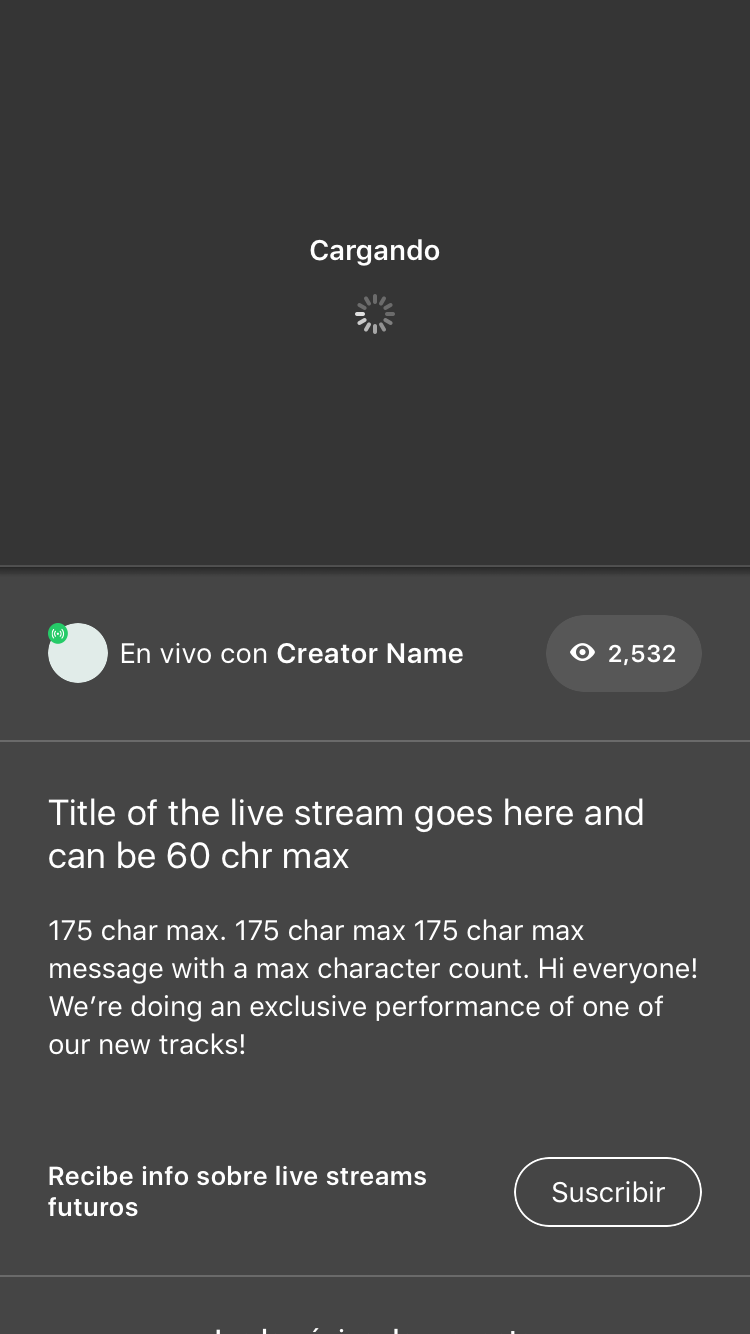 Cargando
En vivo con Creator Name
2,532
Title of the live stream goes here and
can be 60 chr max
175 char max. 175 char max 175 char max
message with a max character count. Hi everyone!
We’re doing an exclusive performance of one of
our new tracks!
Recibe info sobre live streams
futuros
Suscribir